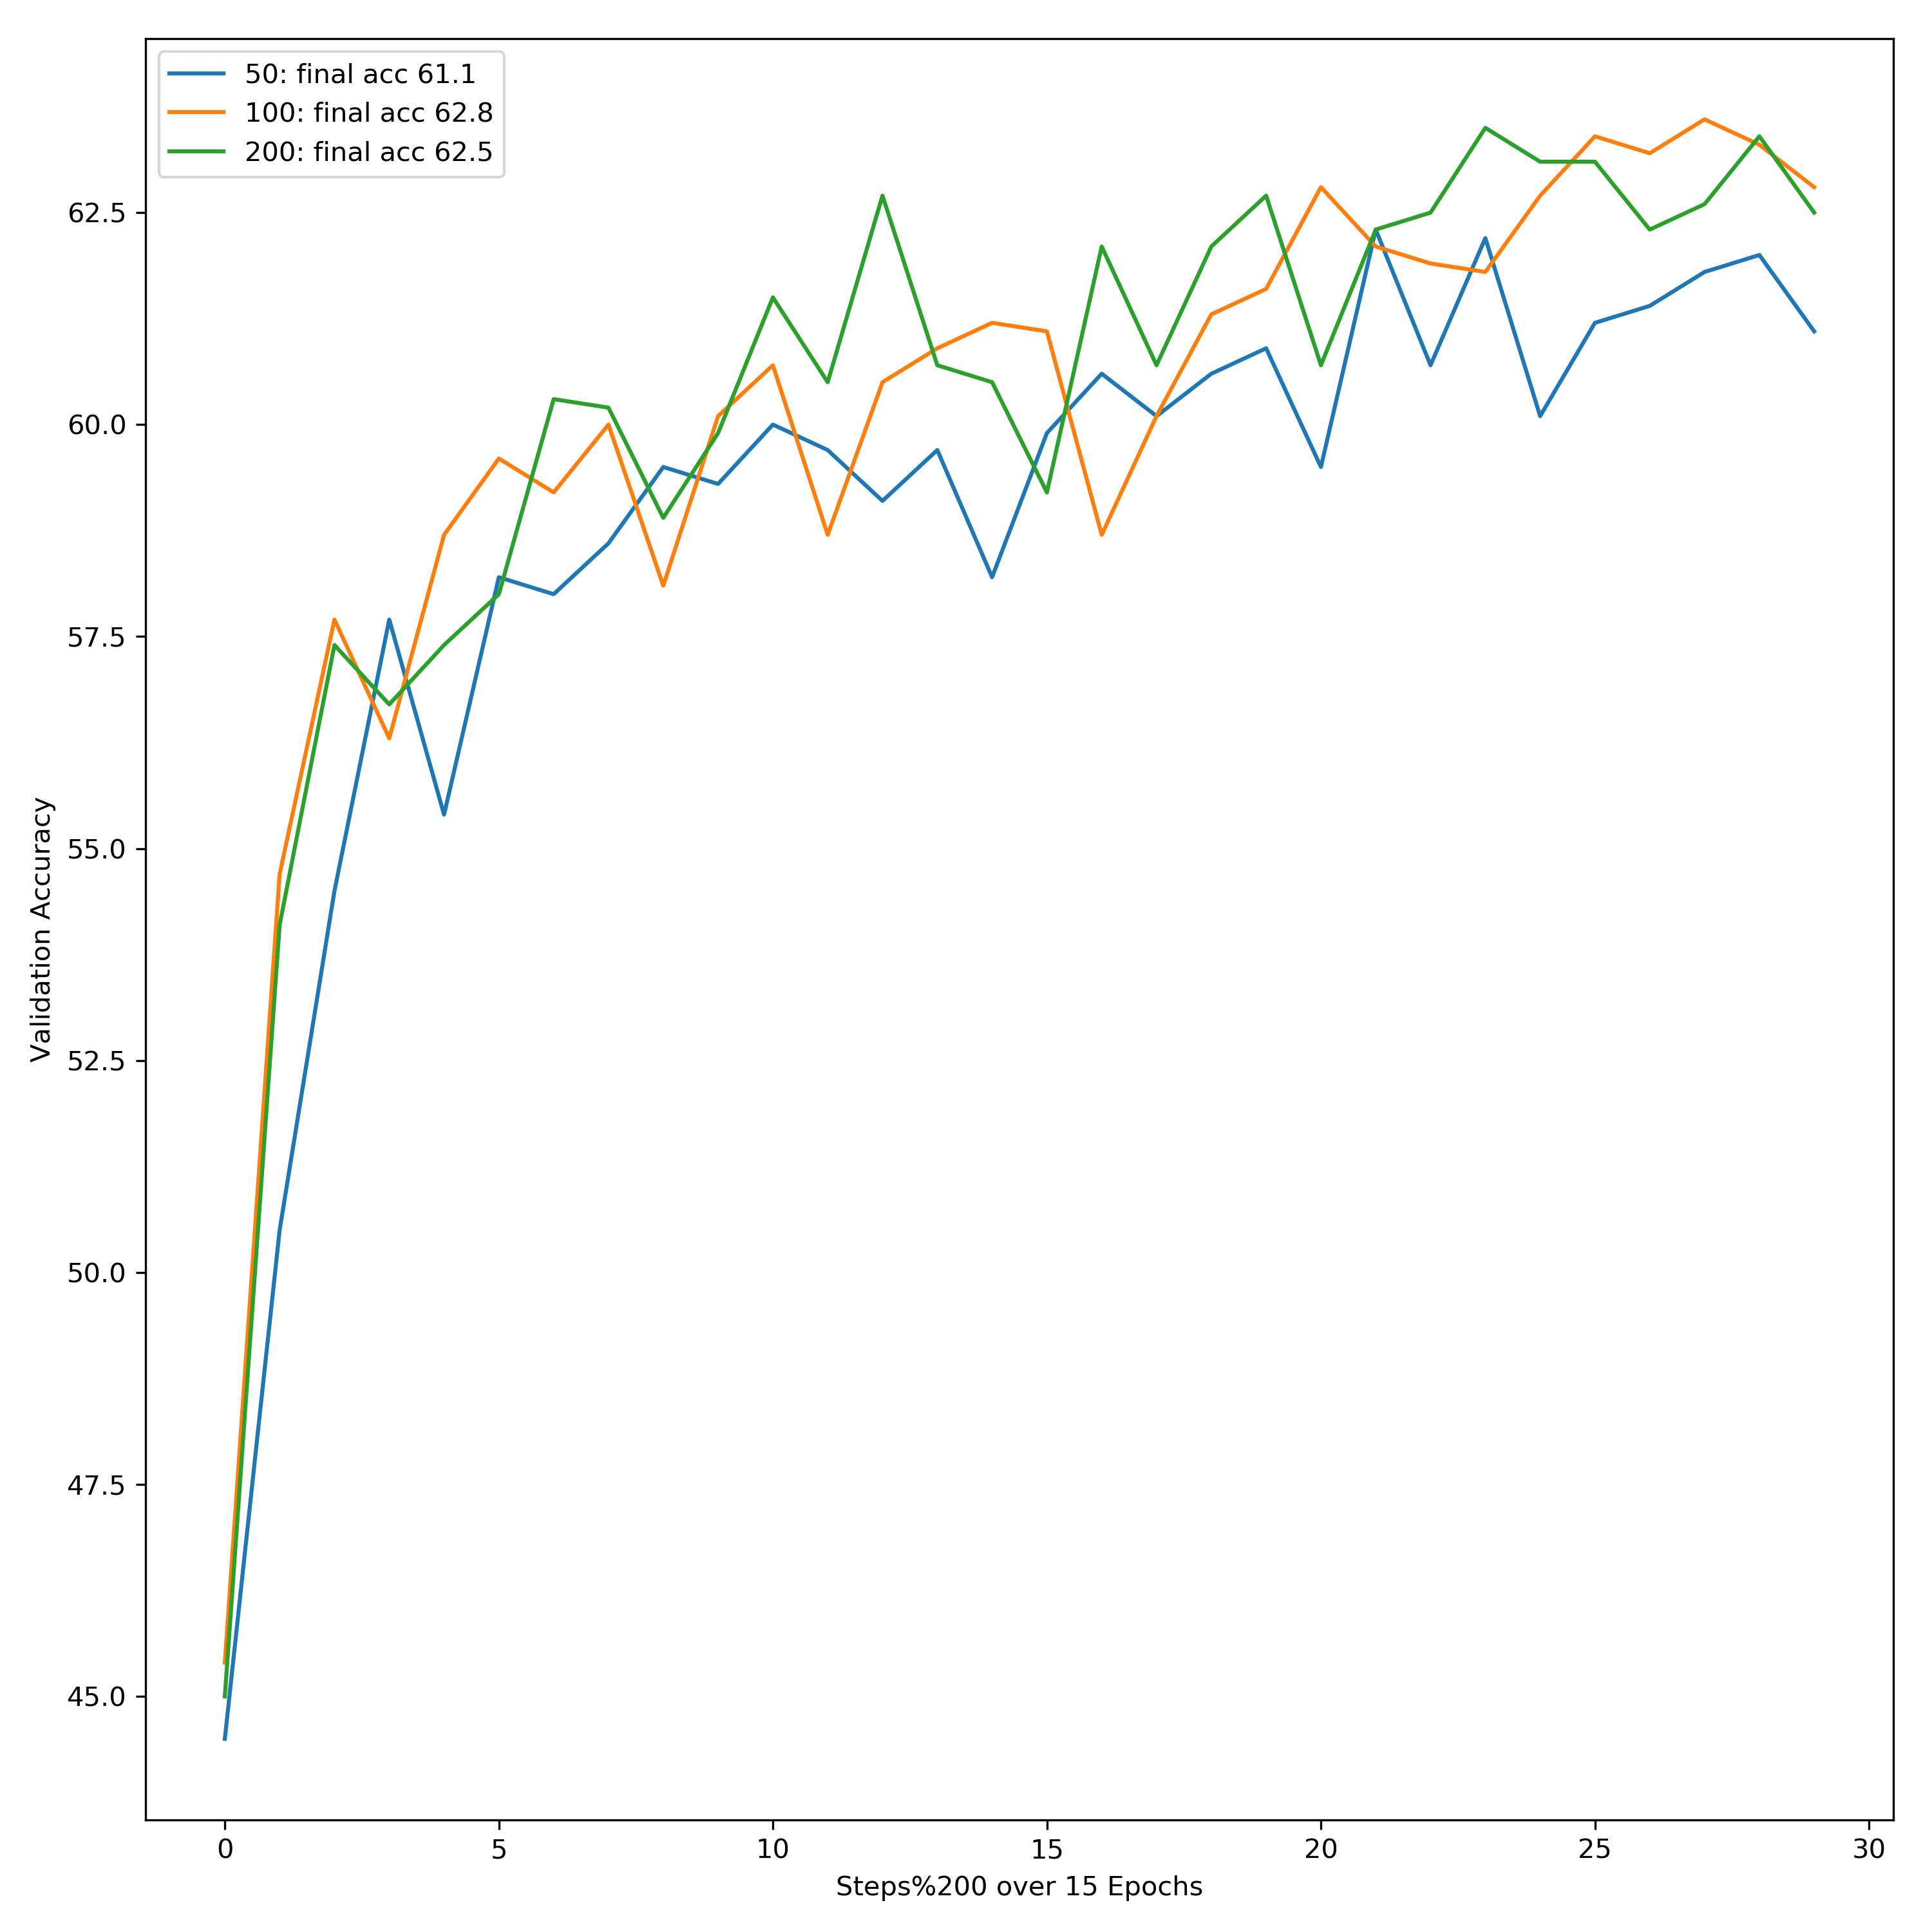 50: final acc 61.1
100: final acc 62.8
200: final acc 62.5
Validation Accuracy
62.5
60.0
57.5
55.0
52.5
50.0
47.5
45.0
0 5 10 15 20 25 30
Steps%200 over 15 Epochs